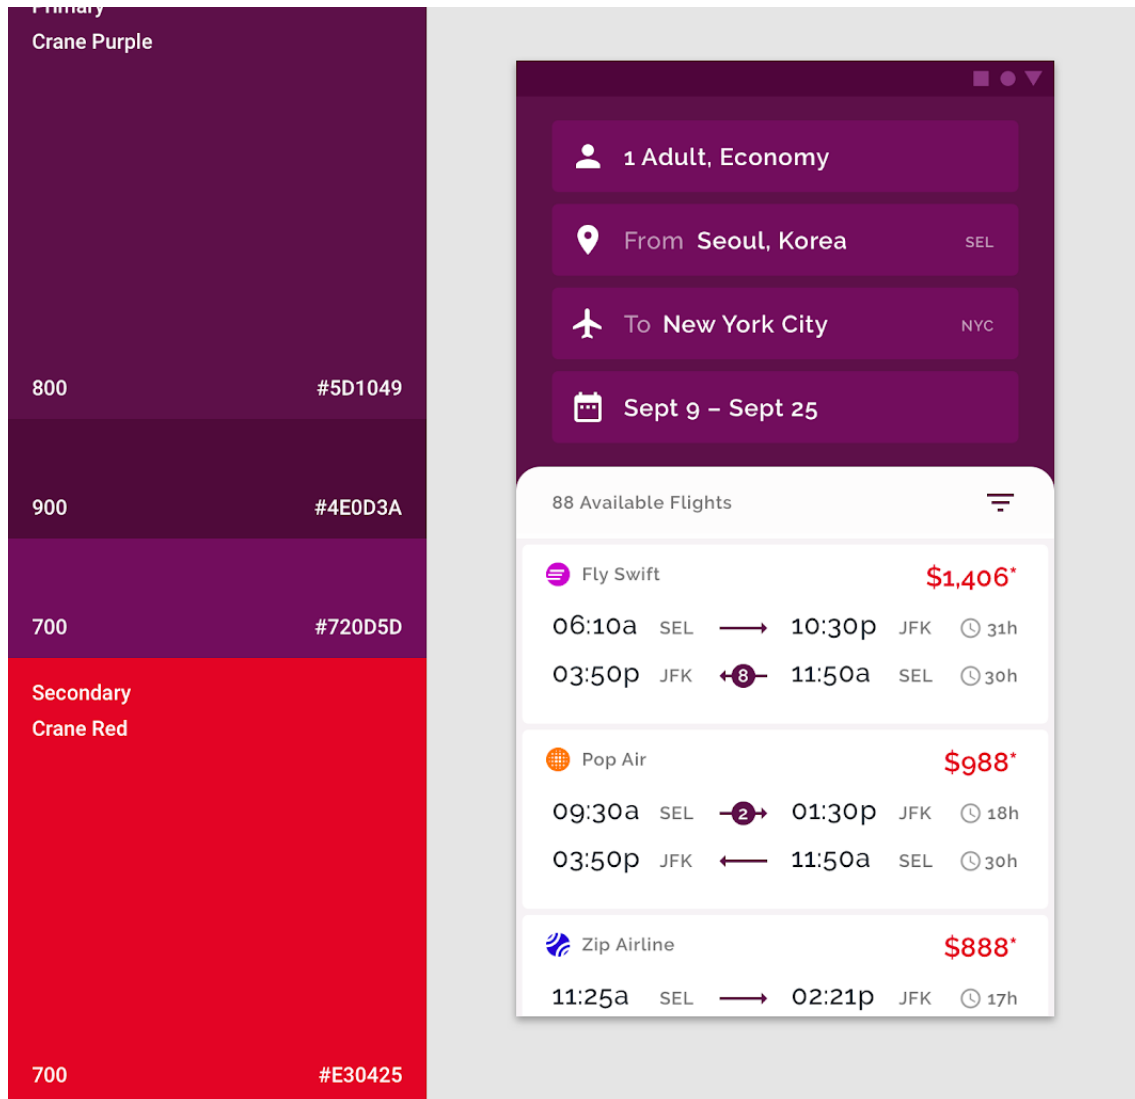 Primary
Crane Purple
800 #5D1049
900 #4E0D3A
700 #720D5D
Secondary
Crane Red
700 #E30425
1 Adult, Economy
From Seoul, Korea SEL
To New York City NYC
Sept 9 – Sept 25
88 Available Flights
Fly Swift $1,406*
06:10a SEL 10:30p JFK 31h
03:50p JFK 8 11:50a SEL 30h
Pop Air $988*
09:30a SEL 2 01:30p JFK 18h
03:50p JFK 11:50a SEL 30h
Zip Airline $888*
11:25a SEL 02:21p JFK 17h